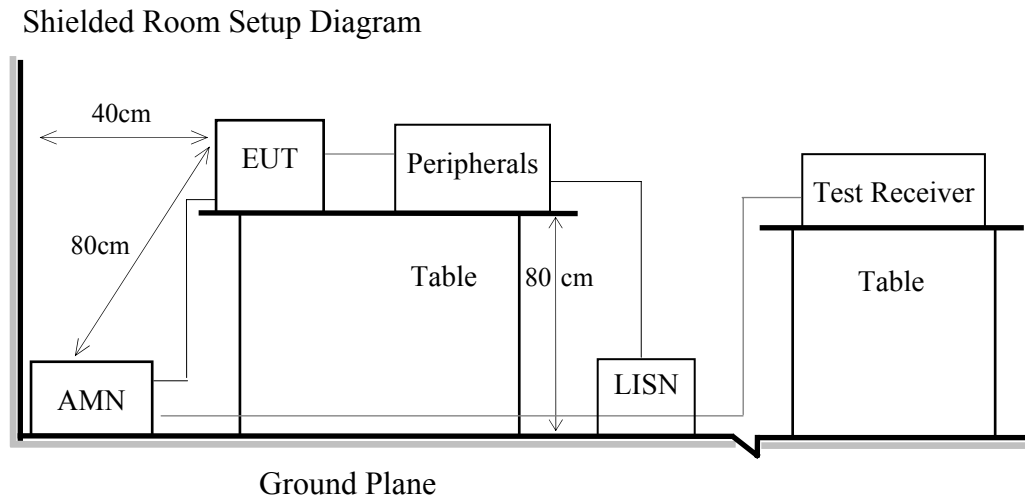 Shielded Room Setup Diagram
40cm
EUT
Peripherals
Test Receiver
80cm
Table
80 cm
Table
AMN
LISN
Ground Plane